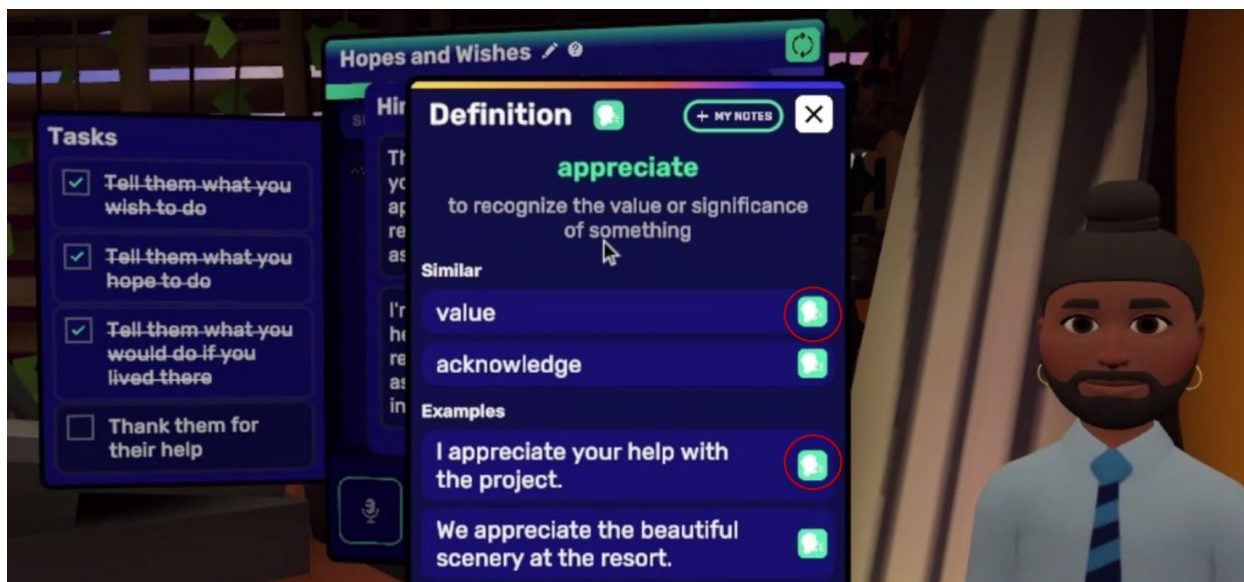 Hopes and Wishes
Tasks
Tell them what you
wish to do
Tell them what you
hope to do
Tell them what you
would do if you
lived there
Thank them for
their help
Definition
+ MY NOTES
appreciate
to recognize the value or significance
of something
Similar
value
acknowledge
Examples
I appreciate your help with
the project.
We appreciate the beautiful
scenery at the resort.